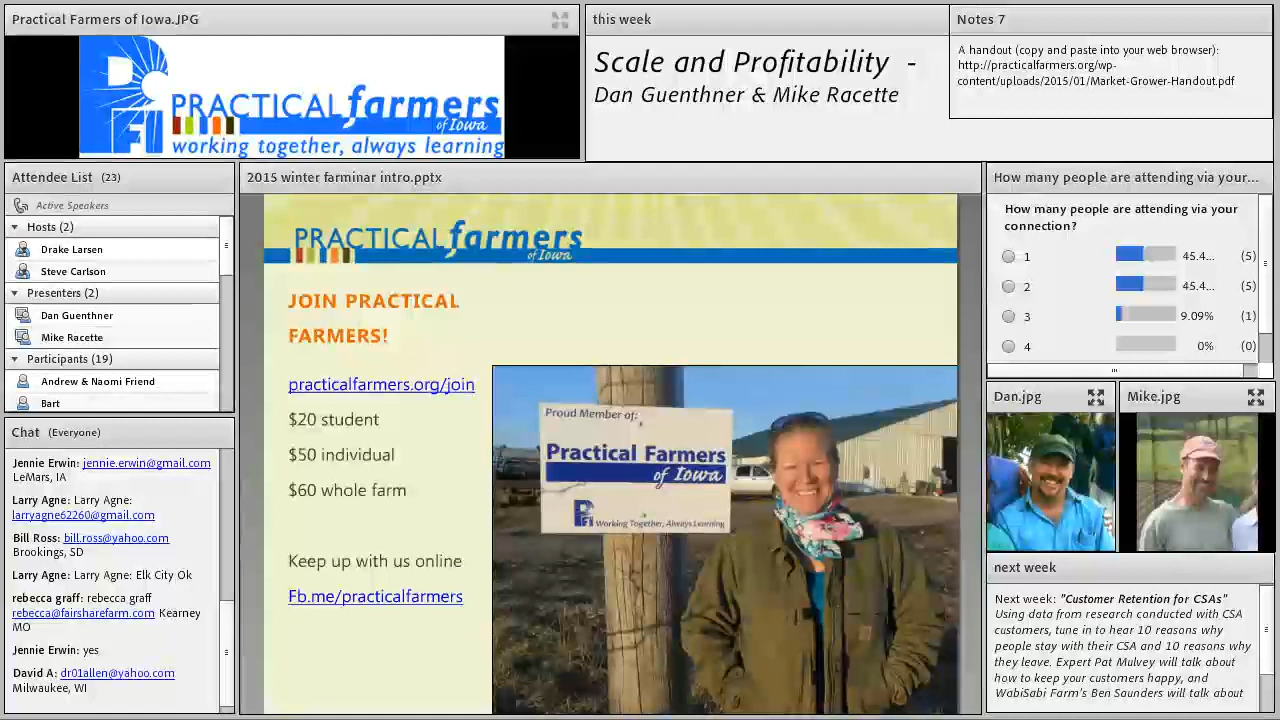 Practical Farmers of Iowa.JPG
PFI
PRACTICAL farmers
of Iowa
working together, always learning
this week
Scale and Profitability -
Dan Guenthner & Mike Racette
Notes 7
A handout (copy and paste into your web browser):
http://practicalfarmers.org/wp-
content/uploads/2015/01/Market-Grower-Handout.pdf
Attendee List (23)
Active Speakers
Hosts (2)
Drake Larsen
Steve Carlson
Presenters (2)
Dan Guenthner
Mike Racette
Participants (19)
Andrew & Naomi Friend
Bart
Chat (Everyone)
Jennie Erwin: jennie.erwin@gmail.com
LeMars, IA
Larry Agne: Larry Agne:
larryagne62260@gmail.com
Bill Ross: bill.ross@yahoo.com
Brookings, SD
Larry Agne: Larry Agne: Elk City Ok
rebecca graff: rebecca graff
rebecca@fairsharefarm.com Kearney
MO
Jennie Erwin: yes
David A: dr01allen@yahoo.com
Milwaukee, WI
2015 winter farminar intro.pptx
PRACTICAL farmers
of Iowa
JOIN PRACTICAL
FARMERS!
practicalfarmers.org/join
$20 student
$50 individual
$60 whole farm
Keep up with us online
Fb.me/practicalfarmers
Proud Member of:
Practical Farmers
of Iowa
PFI
Working Together, Always Learning
How many people are attending via your...
How many people are attending via your
connection?
1 45.4... (5)
2 45.4... (5)
3 9.09% (1)
4 0% (0)
Dan.jpg
Mike.jpg
next week
Next week: "Customer Retention for CSAs"
Using data from research conducted with CSA
customers, tune in to hear 10 reasons why
people stay with their CSA and 10 reasons why
they leave. Expert Pat Mulvey will talk about
how to keep your customers happy, and
WabiSabi Farm's Ben Saunders will talk about